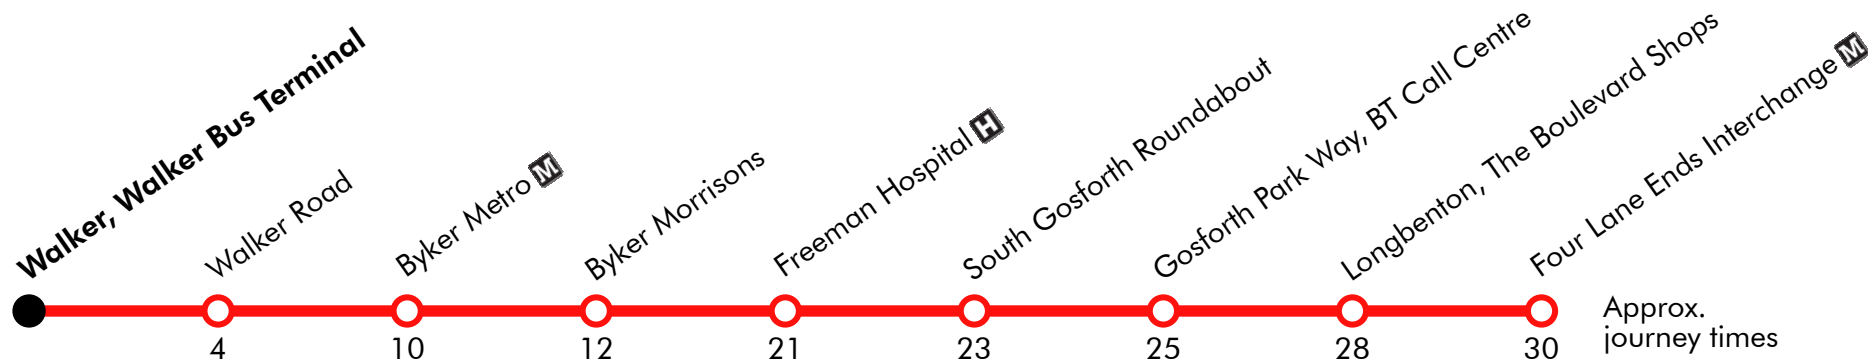 Walker, Walker Bus Terminal
Walker Road
Byker Metro M
Byker Morrisons
Freeman Hospital H
South Gosforth Roundabout
Gosforth Park Way, BT Call Centre
Longbenton, The Boulevard Shops
Four Lane Ends Interchange M
4 10 12 21 23 25 28 30
Approx.
journey times